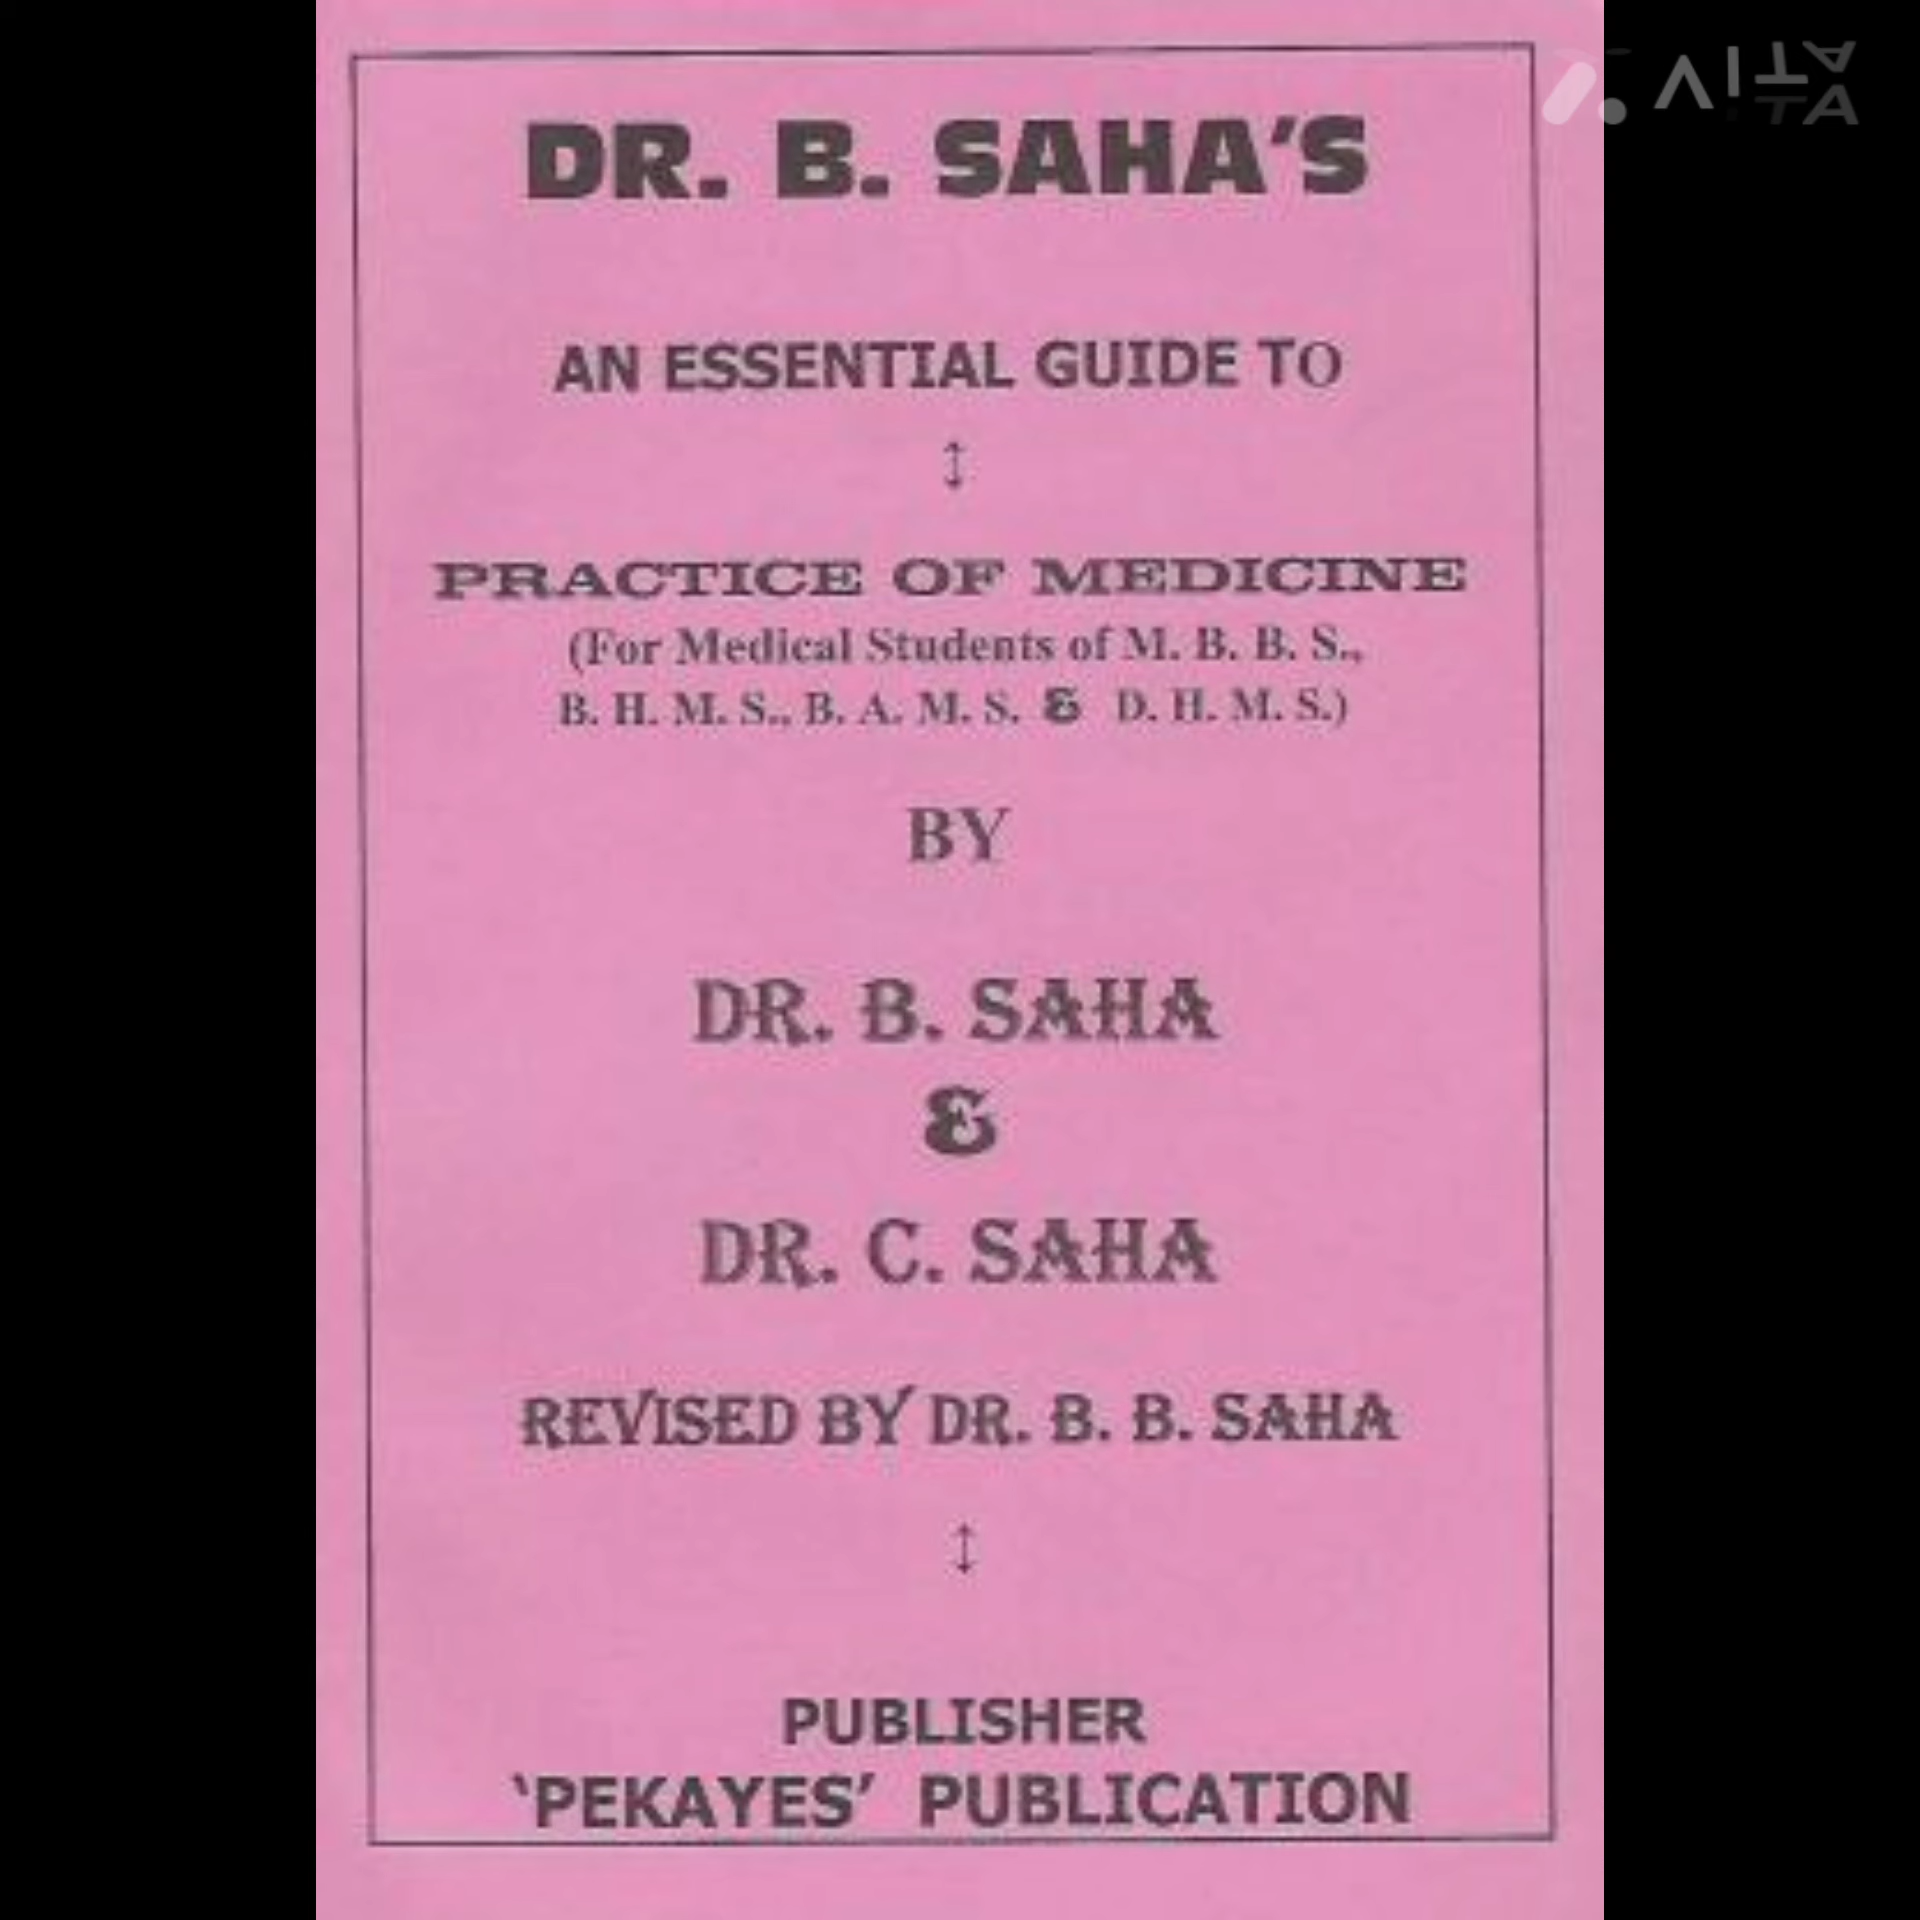 DR. B. SAHA'S
AN ESSENTIAL GUIDE TO
↕
PRACTICE OF MEDICINE
(For Medical Students of M. B. B. S.,
B. H. M. S., B. A. M. S. & D. H. M. S.)
BY
DR. B. SAHA
&
DR. C. SAHA
REVISED BY DR. B. B. SAHA
↕
PUBLISHER
'PEKAYES' PUBLICATION